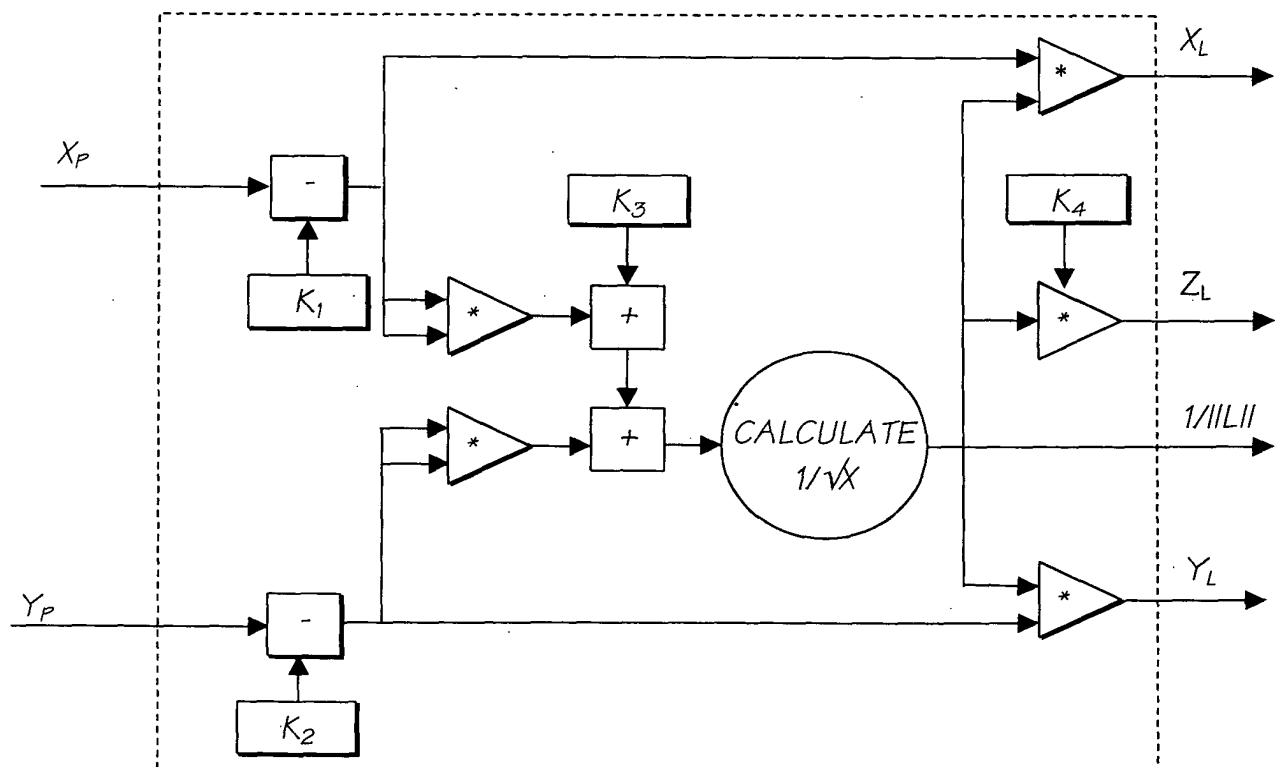 X_L
*
X_P
-
K_3
K_4
K_1
*
+
*
Z_L
*
+
CALCULATE
1/√X
1/||L||
Y_P
-
*
Y_L
K_2